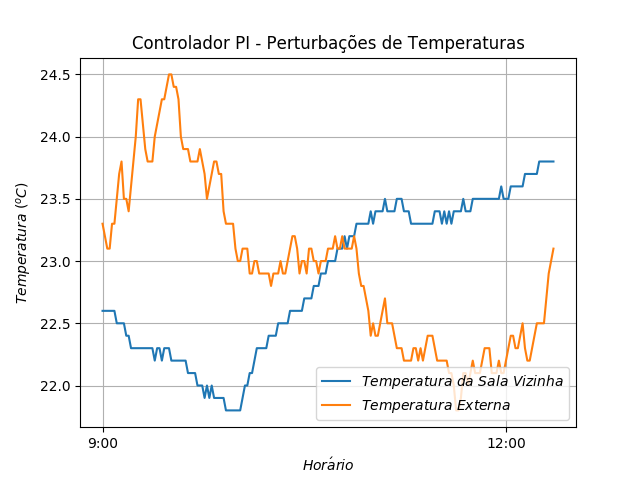 Controlador PI - Perturbações de Temperaturas
24.5
24.0
23.5
23.0
22.5
22.0
Temperatura (ºC)
Temperatura da Sala Vizinha
Temperatura Externa
9:00
12:00
Horário